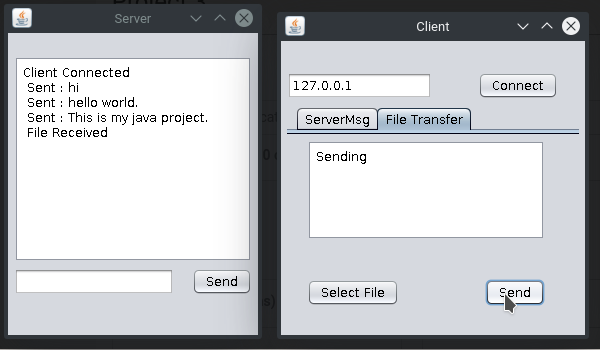 Server
Client Connected
Sent : hi
Sent : hello world.
Sent : This is my java project.
File Received
Send
Client
127.0.0.1
Connect
ServerMsg
File Transfer
Sending
Select File
Send